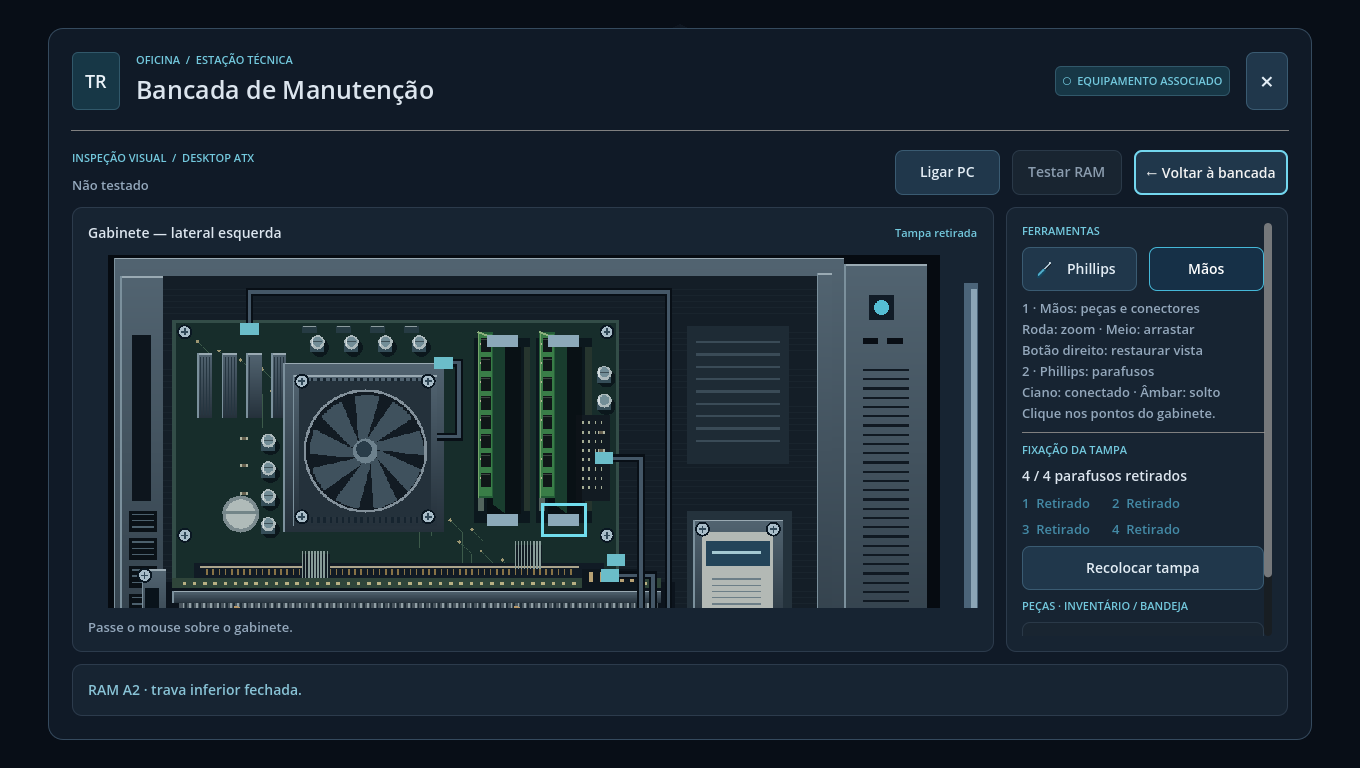 TR
OFICINA / ESTAÇÃO TÉCNICA
Bancada de Manutenção
EQUIPAMENTO ASSOCIADO
×
INSPEÇÃO VISUAL / DESKTOP ATX
Não testado
Ligar PC
Testar RAM
← Voltar à bancada
Gabinete — lateral esquerda
Tampa retirada
Passe o mouse sobre o gabinete.
FERRAMENTAS
Phillips
Mãos
1 · Mãos: peças e conectores
Roda: zoom · Meio: arrastar
Botão direito: restaurar vista
2 · Phillips: parafusos
Ciano: conectado · Âmbar: solto
Clique nos pontos do gabinete.
FIXAÇÃO DA TAMPA
4 / 4 parafusos retirados
1 Retirado 2 Retirado
3 Retirado 4 Retirado
Recolocar tampa
PEÇAS · INVENTÁRIO / BANDEJA
RAM A2 · trava inferior fechada.